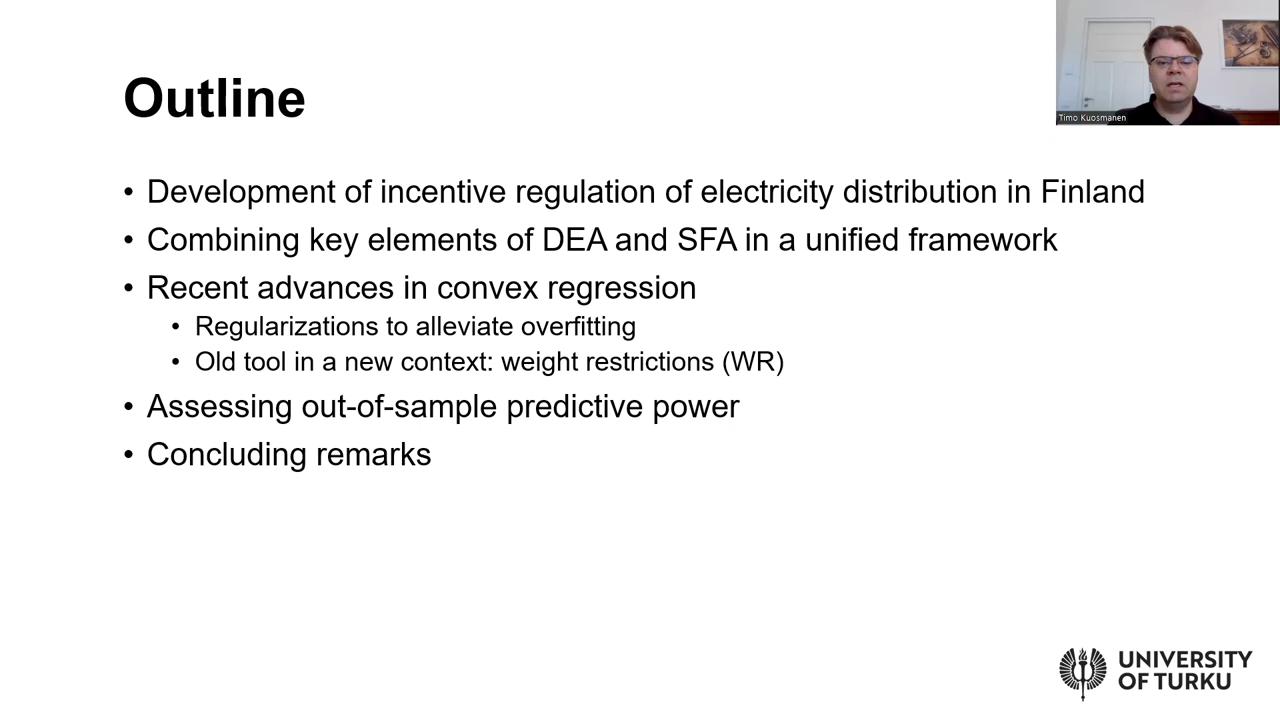 Outline
Timo Kuosmanen
• Development of incentive regulation of electricity distribution in Finland
• Combining key elements of DEA and SFA in a unified framework
• Recent advances in convex regression
• Regularizations to alleviate overfitting
• Old tool in a new context: weight restrictions (WR)
• Assessing out-of-sample predictive power
• Concluding remarks
UNIVERSITY
OF TURKU